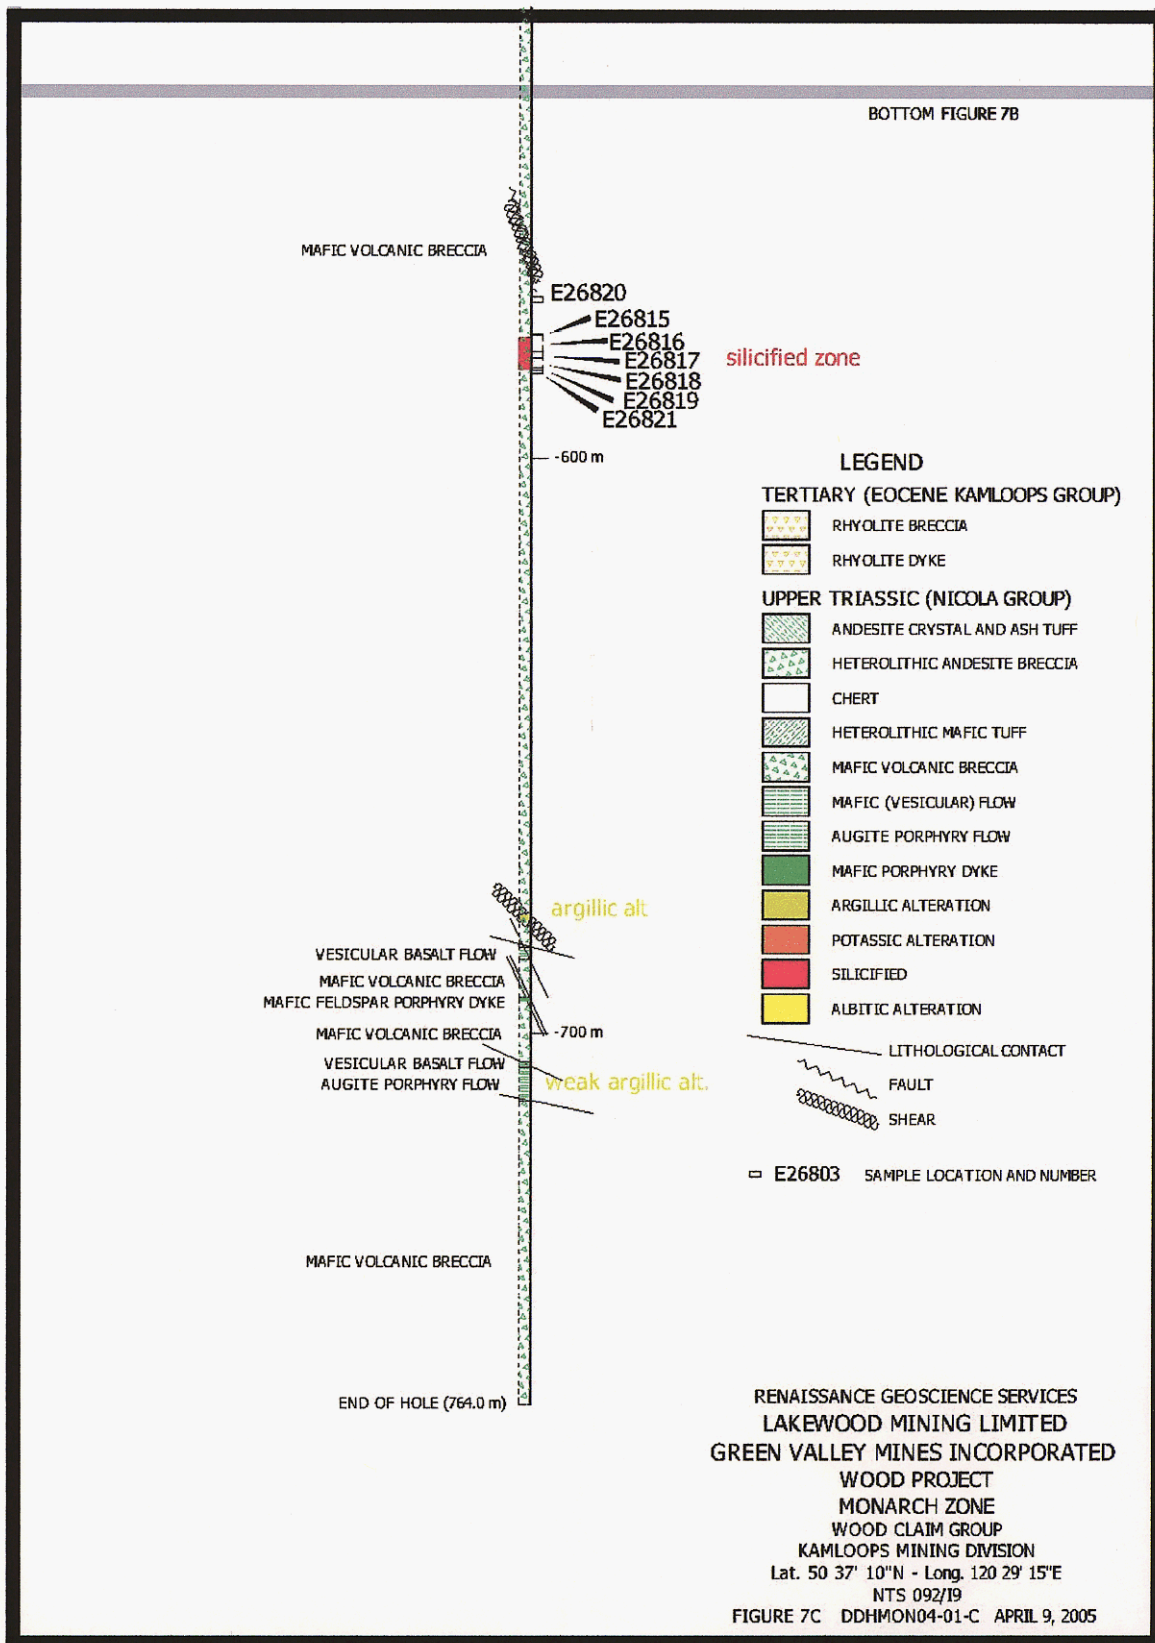 BOTTOM FIGURE 7B
MAFIC VOLCANIC BRECCIA
E26820
E26815
E26816
E26817
E26818
E26819
E26821
silicified zone
-600 m
LEGEND
TERTIARY (EOCENE KAMLOOPS GROUP)
RHYOLITE BRECCIA
RHYOLITE DYKE
UPPER TRIASSIC (NICOLA GROUP)
ANDESITE CRYSTAL AND ASH TUFF
HETEROLITHIC ANDESITE BRECCIA
CHERT
HETEROLITHIC MAFIC TUFF
MAFIC VOLCANIC BRECCIA
MAFIC (VESICULAR) FLOW
AUGITE PORPHYRY FLOW
MAFIC PORPHYRY DYKE
ARGILLIC ALTERATION
POTASSIC ALTERATION
SILICIFIED
ALBITIC ALTERATION
LITHOLOGICAL CONTACT
FAULT
SHEAR
E26803 SAMPLE LOCATION AND NUMBER
argillic alt
VESICULAR BASALT FLOW
MAFIC VOLCANIC BRECCIA
MAFIC FELDSPAR PORPHYRY DYKE
MAFIC VOLCANIC BRECCIA
-700 m
VESICULAR BASALT FLOW
AUGITE PORPHYRY FLOW
weak argillic alt.
MAFIC VOLCANIC BRECCIA
END OF HOLE (764.0 m)
RENAISSANCE GEOSCIENCE SERVICES
LAKEWOOD MINING LIMITED
GREEN VALLEY MINES INCORPORATED
WOOD PROJECT
MONARCH ZONE
WOOD CLAIM GROUP
KAMLOOPS MINING DIVISION
Lat. 50 37' 10"N - Long. 120 29' 15"E
NTS 092/I9
FIGURE 7C DDHMON04-01-C APRIL 9, 2005